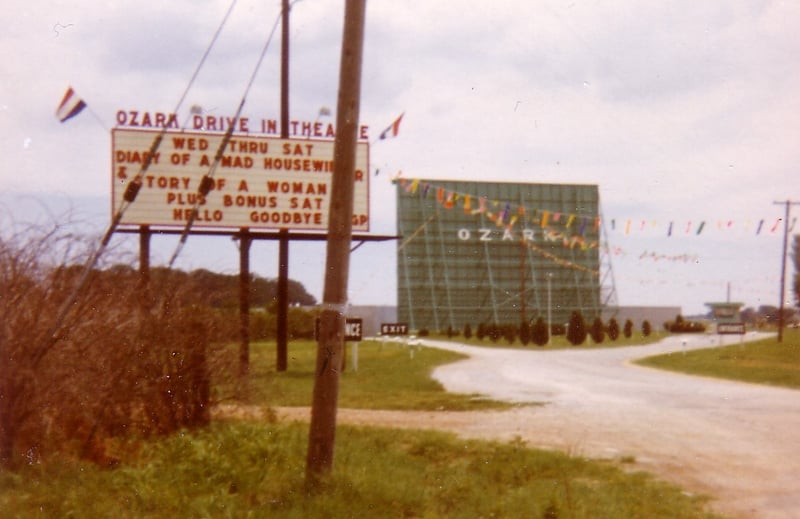 OZARK DRIVE IN THEATRE
WED THRU SAT
DIARY OF A MAD HOUSEWIFE R
& STORY OF A WOMAN
PLUS BONUS SAT
HELLO GOODBYE GP
OZARK
EXIT